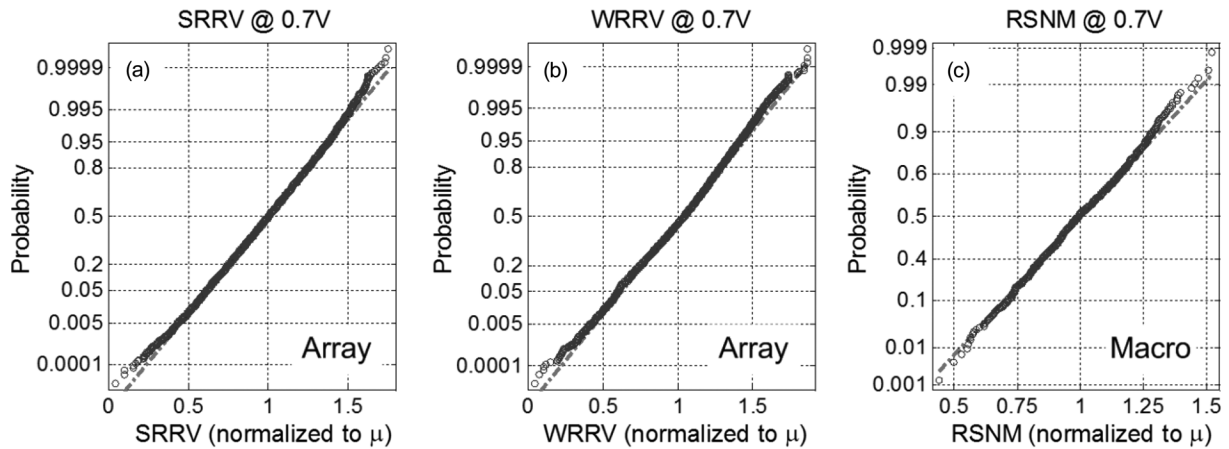 SRRV @ 0.7V
(a)
Probability
0.9999
0.995
0.95
0.8
0.5
0.2
0.05
0.005
0.0001
Array
0 0.5 1 1.5
SRRV (normalized to μ)
WRRV @ 0.7V
(b)
Probability
0.9999
0.995
0.95
0.8
0.5
0.2
0.05
0.005
0.0001
Array
0 0.5 1 1.5
WRRV (normalized to μ)
RSNM @ 0.7V
(c)
Probability
0.999
0.99
0.9
0.6
0.5
0.4
0.1
0.01
0.001
Macro
0.5 0.75 1 1.25 1.5
RSNM (normalized to μ)